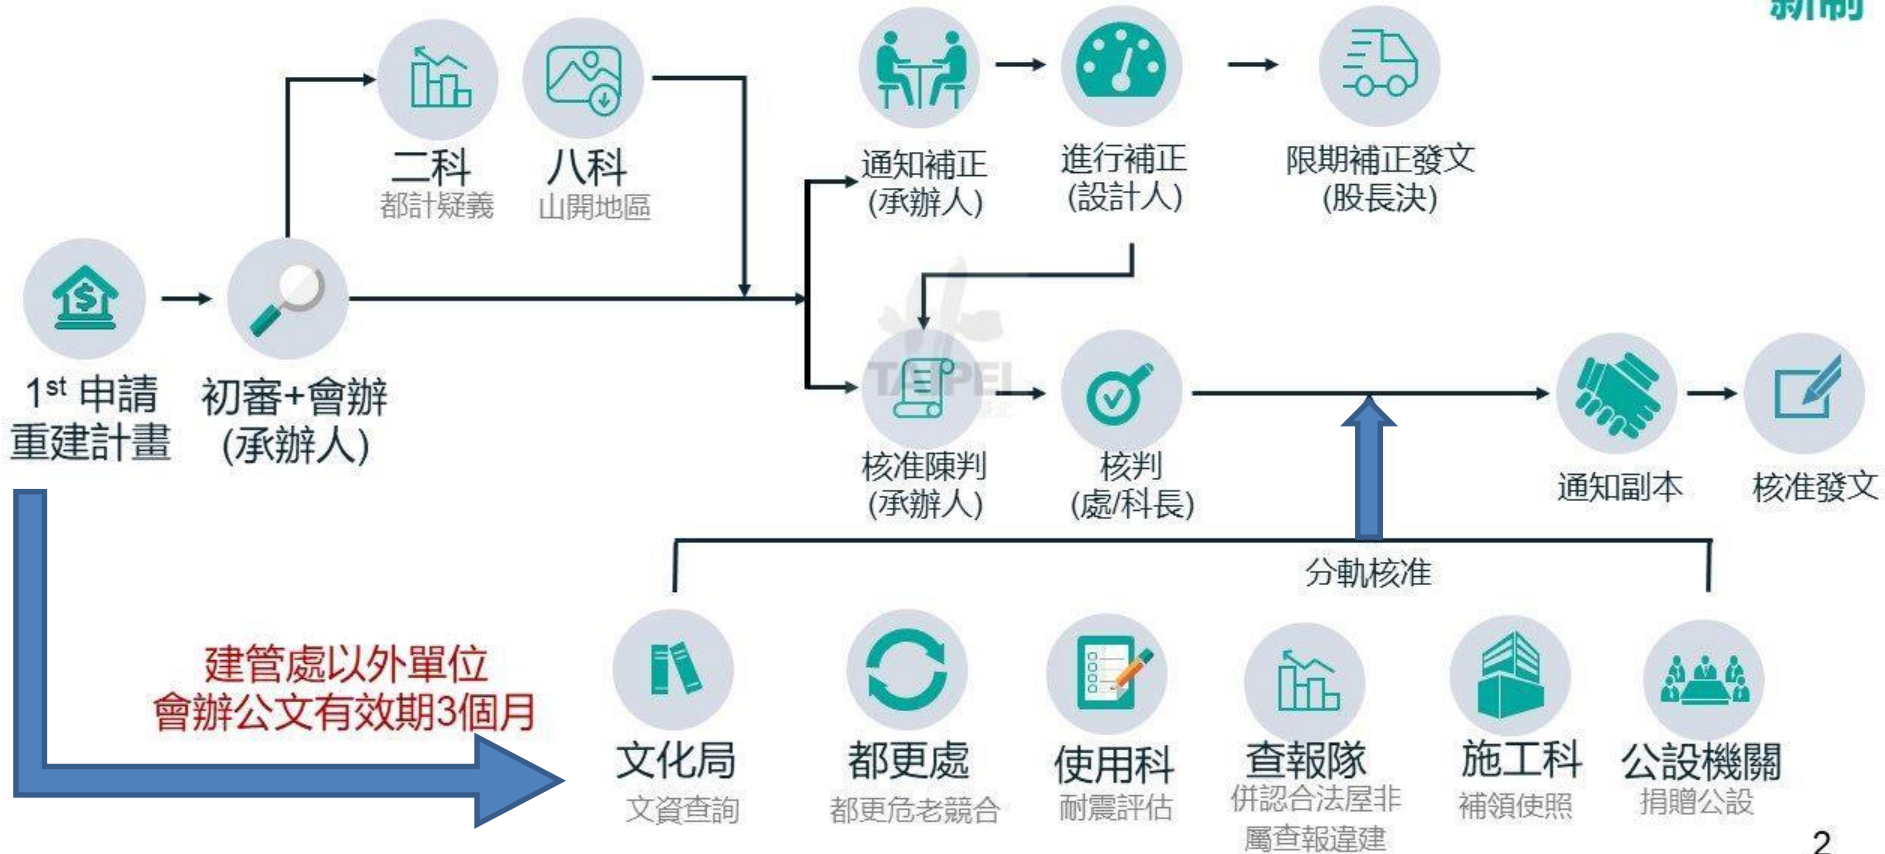 新制
二科
都計疑義
八科
山開地區
通知補正
(承辦人)
進行補正
(設計人)
限期補正發文
(股長決)
1st 申請
重建計畫
初審+會辦
(承辦人)
TAIPEI
核准陳判
(承辦人)
核判
(處/科長)
通知副本
核准發文
分軌核准
建管處以外單位
會辦公文有效期3個月
文化局
文資查詢
都更處
都更危老競合
使用科
耐震評估
查報隊
併認合法屋非
屬查報違建
施工科
補領使照
公設機關
捐贈公設
2